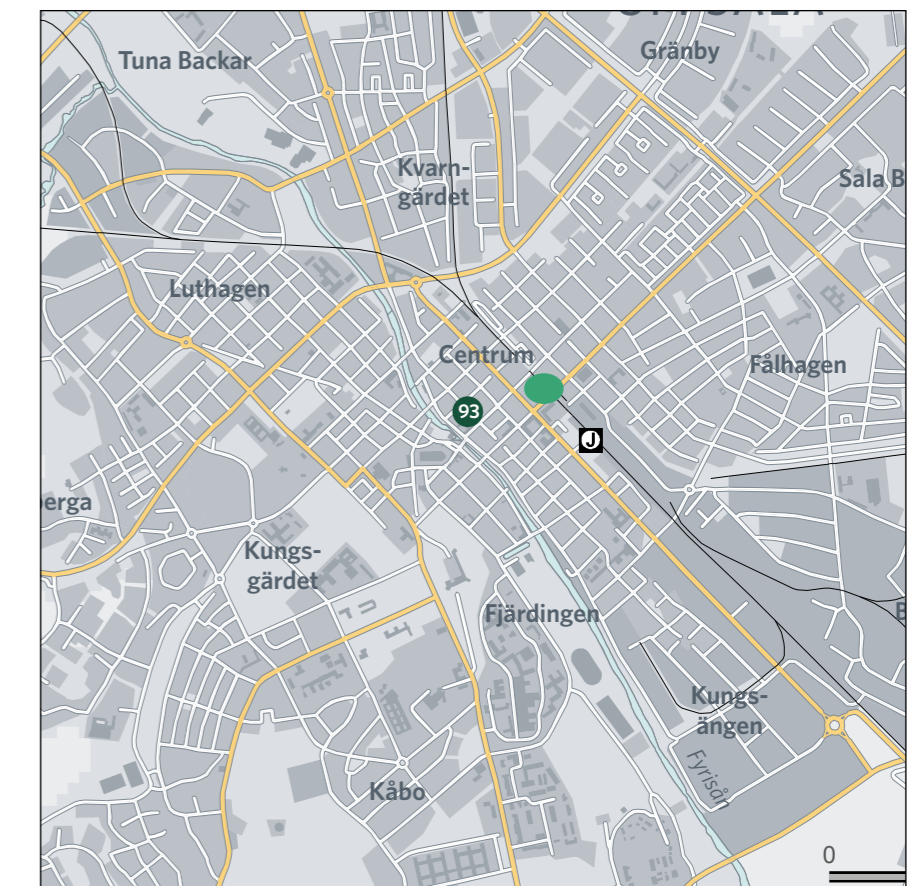 Gränby
Tuna Backar
Kvarn-
gärdet
Sala B
Luthagen
Centrum
Fålhagen
93
J
erga
Kungs-
gärdet
Fjärdingen
Kungs-
ängen
Fyrisån
Kåbo
0